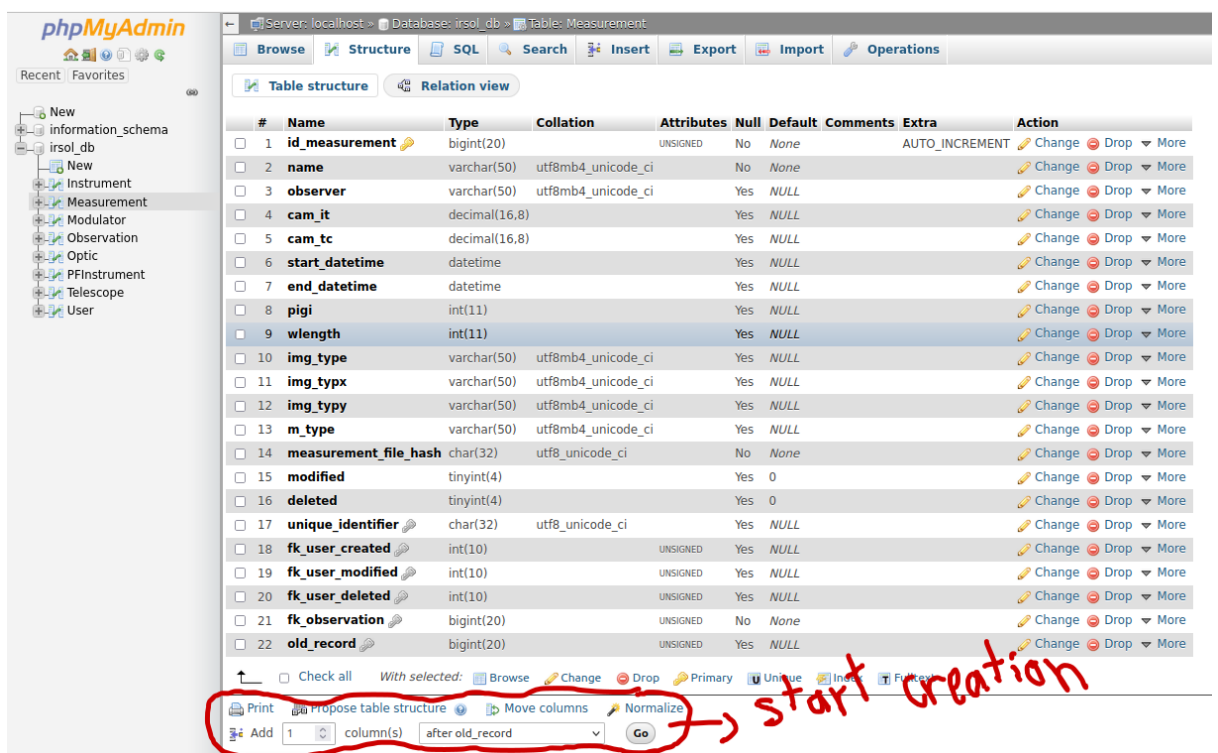 phpMyAdmin
Recent Favorites
New
information_schema
irsol_db
New
Instrument
Measurement
Modulator
Observation
Optic
PFInstrument
Telescope
User
Server: localhost » Database: irsol_db » Table: Measurement
Browse Structure SQL Search Insert Export Import Operations
Table structure Relation view
# Name Type Collation Attributes Null Default Comments Extra Action
1 id_measurement bigint(20) UNSIGNED No None AUTO_INCREMENT Change Drop More
2 name varchar(50) utf8mb4_unicode_ci No None Change Drop More
3 observer varchar(50) utf8mb4_unicode_ci Yes NULL Change Drop More
4 cam_it decimal(16,8) Yes NULL Change Drop More
5 cam_tc decimal(16,8) Yes NULL Change Drop More
6 start_datetime datetime Yes NULL Change Drop More
7 end_datetime datetime Yes NULL Change Drop More
8 pigi int(11) Yes NULL Change Drop More
9 wlength int(11) Yes NULL Change Drop More
10 img_type varchar(50) utf8mb4_unicode_ci Yes NULL Change Drop More
11 img_typx varchar(50) utf8mb4_unicode_ci Yes NULL Change Drop More
12 img_typy varchar(50) utf8mb4_unicode_ci Yes NULL Change Drop More
13 m_type varchar(50) utf8mb4_unicode_ci Yes NULL Change Drop More
14 measurement_file_hash char(32) utf8_unicode_ci No None Change Drop More
15 modified tinyint(4) Yes 0 Change Drop More
16 deleted tinyint(4) Yes 0 Change Drop More
17 unique_identifier char(32) utf8_unicode_ci Yes NULL Change Drop More
18 fk_user_created int(10) UNSIGNED Yes NULL Change Drop More
19 fk_user_modified int(10) UNSIGNED Yes NULL Change Drop More
20 fk_user_deleted int(10) UNSIGNED Yes NULL Change Drop More
21 fk_observation bigint(20) UNSIGNED No None Change Drop More
22 old_record bigint(20) UNSIGNED Yes NULL Change Drop More
Check all With selected: Browse Change Drop Primary Unique Index Fulltext
Print Propose table structure Move columns Normalize
Add 1 column(s) after old_record Go
start creation